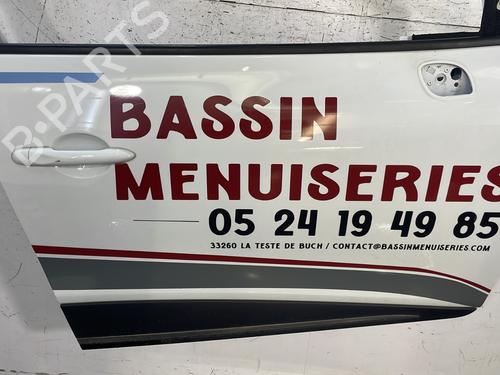 BASSIN
MENUISERIES
05 24 19 49 85
33260 LA TESTE DE BUCH / CONTACT@BASSINMENUISERIES.COM
B-PARTS